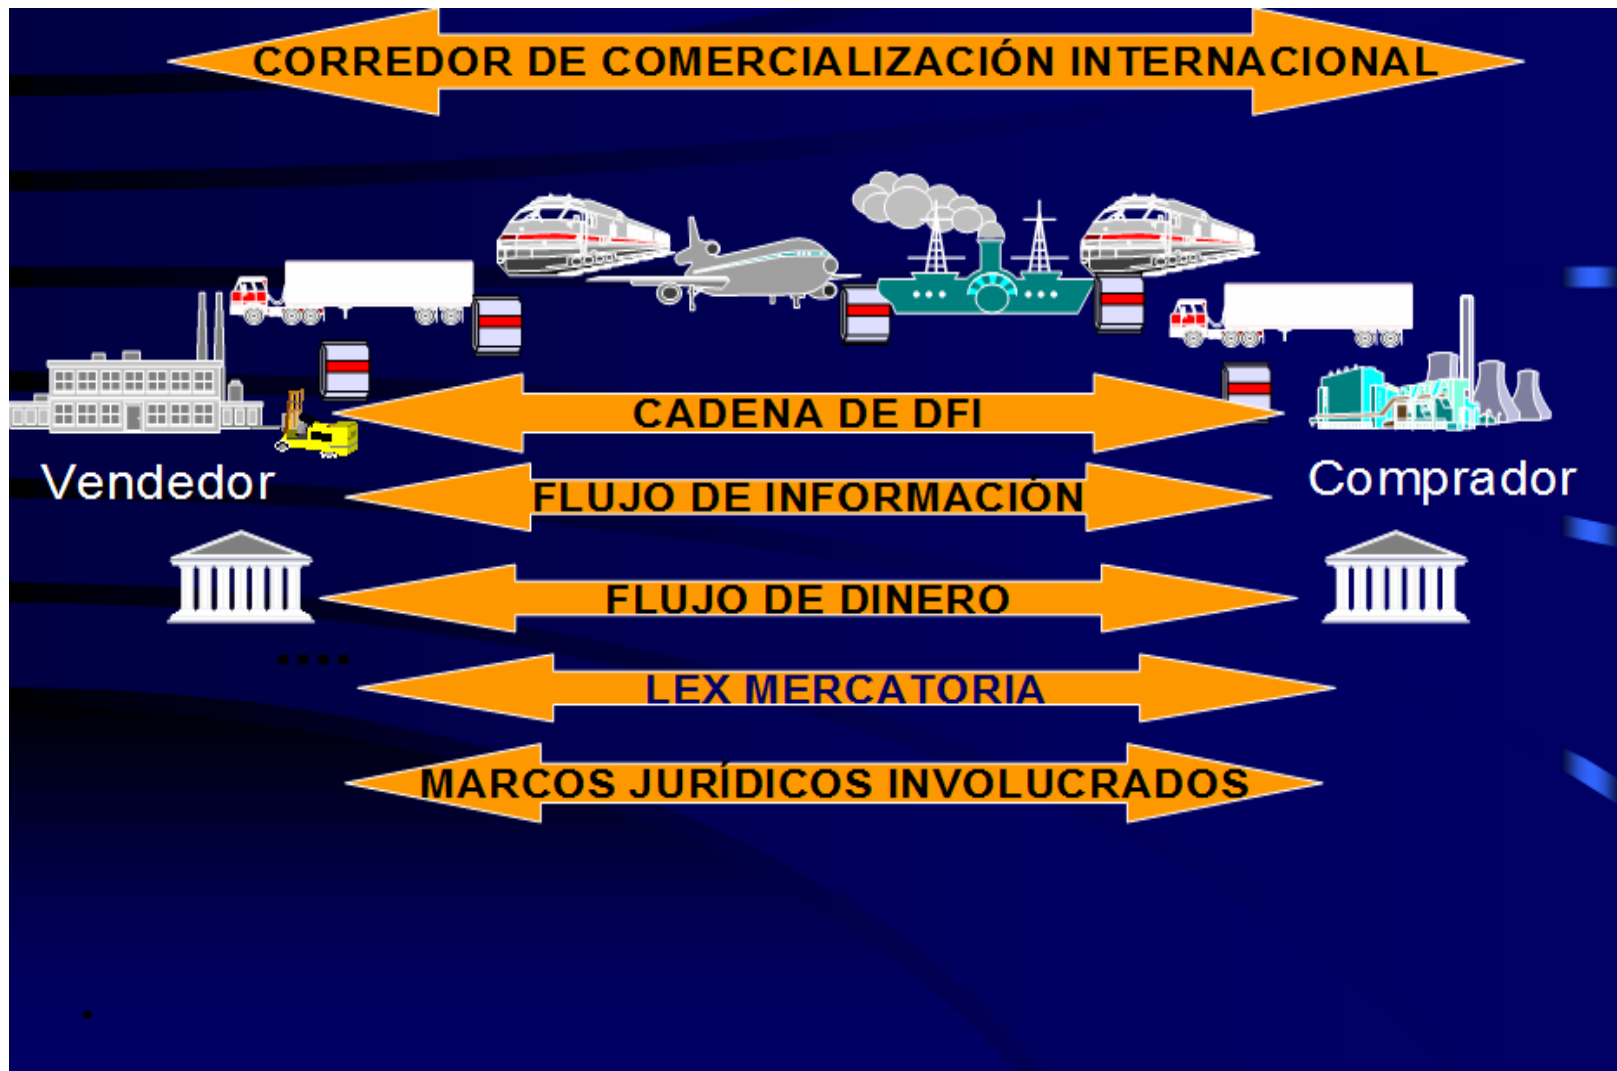 CORREDOR DE COMERCIALIZACIÓN INTERNACIONAL
CADENA DE DFI
Vendedor
Comprador
FLUJO DE INFORMACIÓN
FLUJO DE DINERO
LEX MERCATORIA
MARCOS JURÍDICOS INVOLUCRADOS